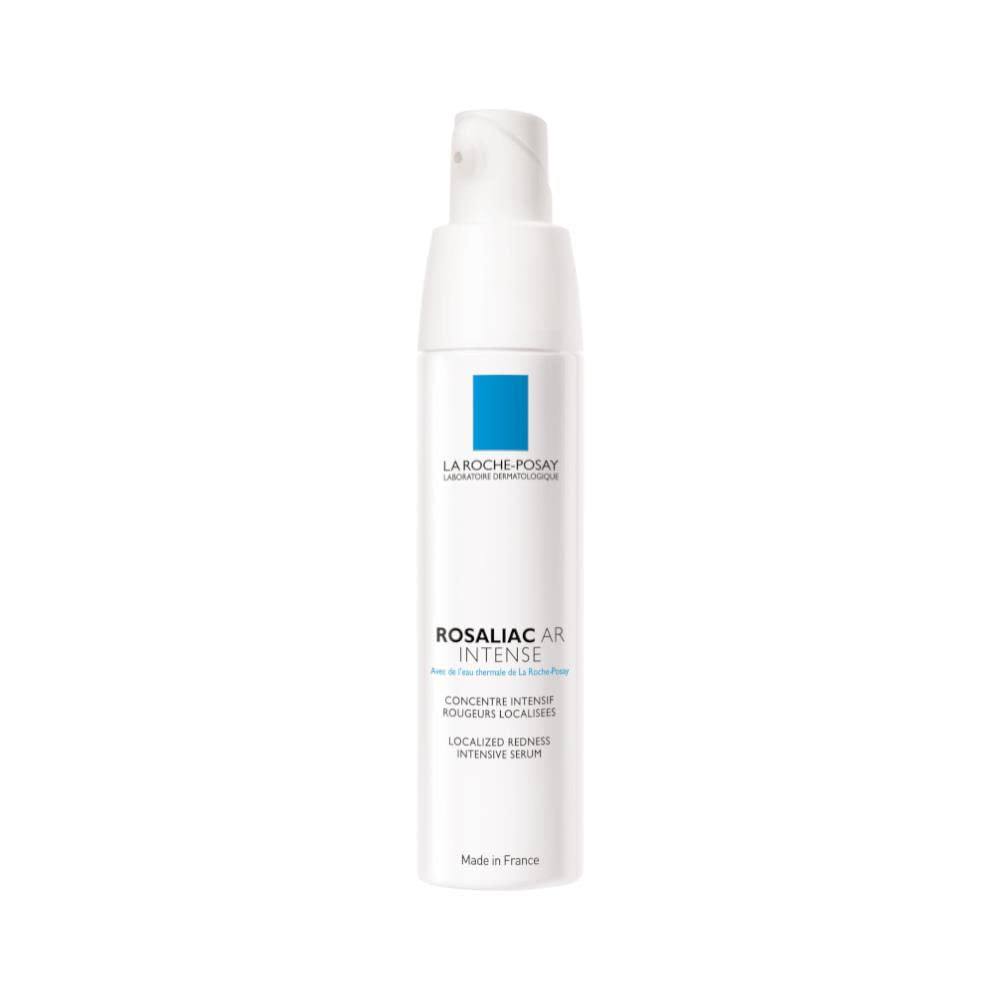 LA ROCHE-POSAY
LABORATOIRE DERMATOLOGIQUE
ROSALIAC AR
INTENSE
Avec de l'eau thermale de La Roche-Posay
CONCENTRE INTENSIF
ROUGEURS LOCALISEES
LOCALIZED REDNESS
INTENSIVE SERUM
Made in France